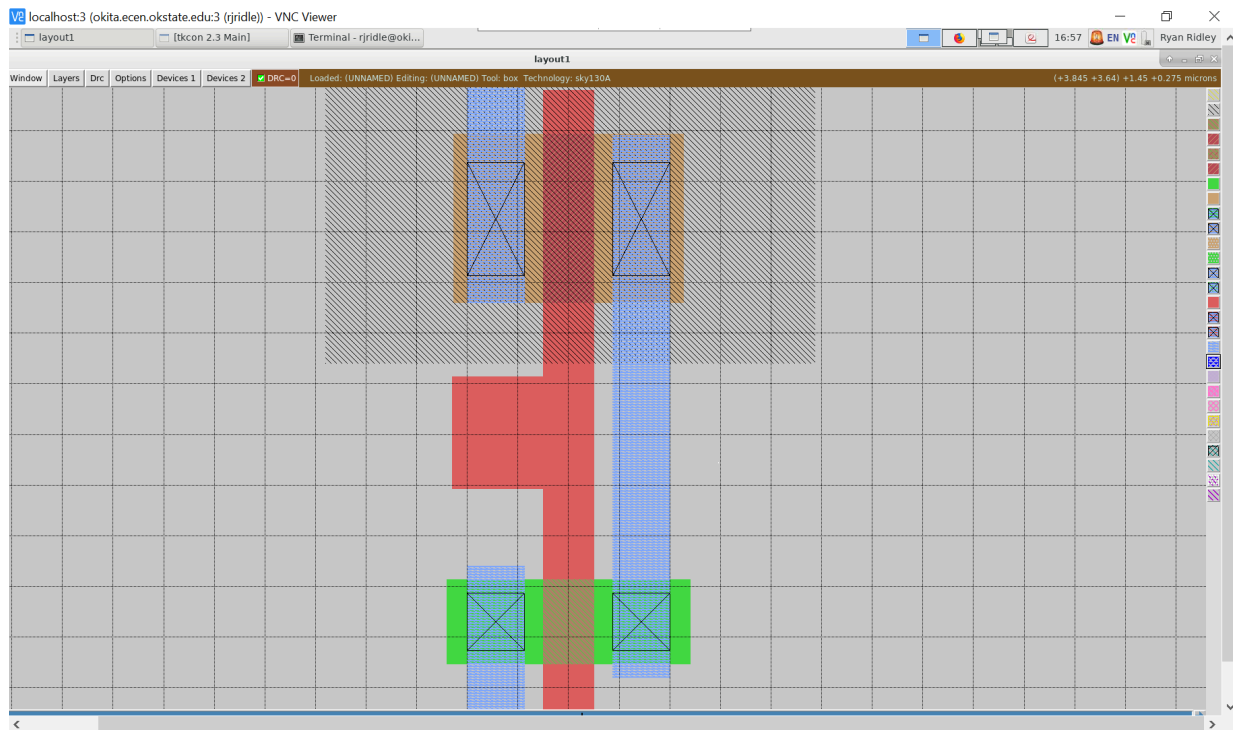 localhost:3 (okita.ecen.okstate.edu:3 (rjridle)) - VNC Viewer
layout1 [tkcon 2.3 Main] Terminal - rjridle@oki... 16:57 EN Ryan Ridley
layout1
Window Layers Drc Options Devices 1 Devices 2 DRC=0 Loaded: (UNNAMED) Editing: (UNNAMED) Tool: box Technology: sky130A (+3.845 +3.64) +1.45 +0.275 microns